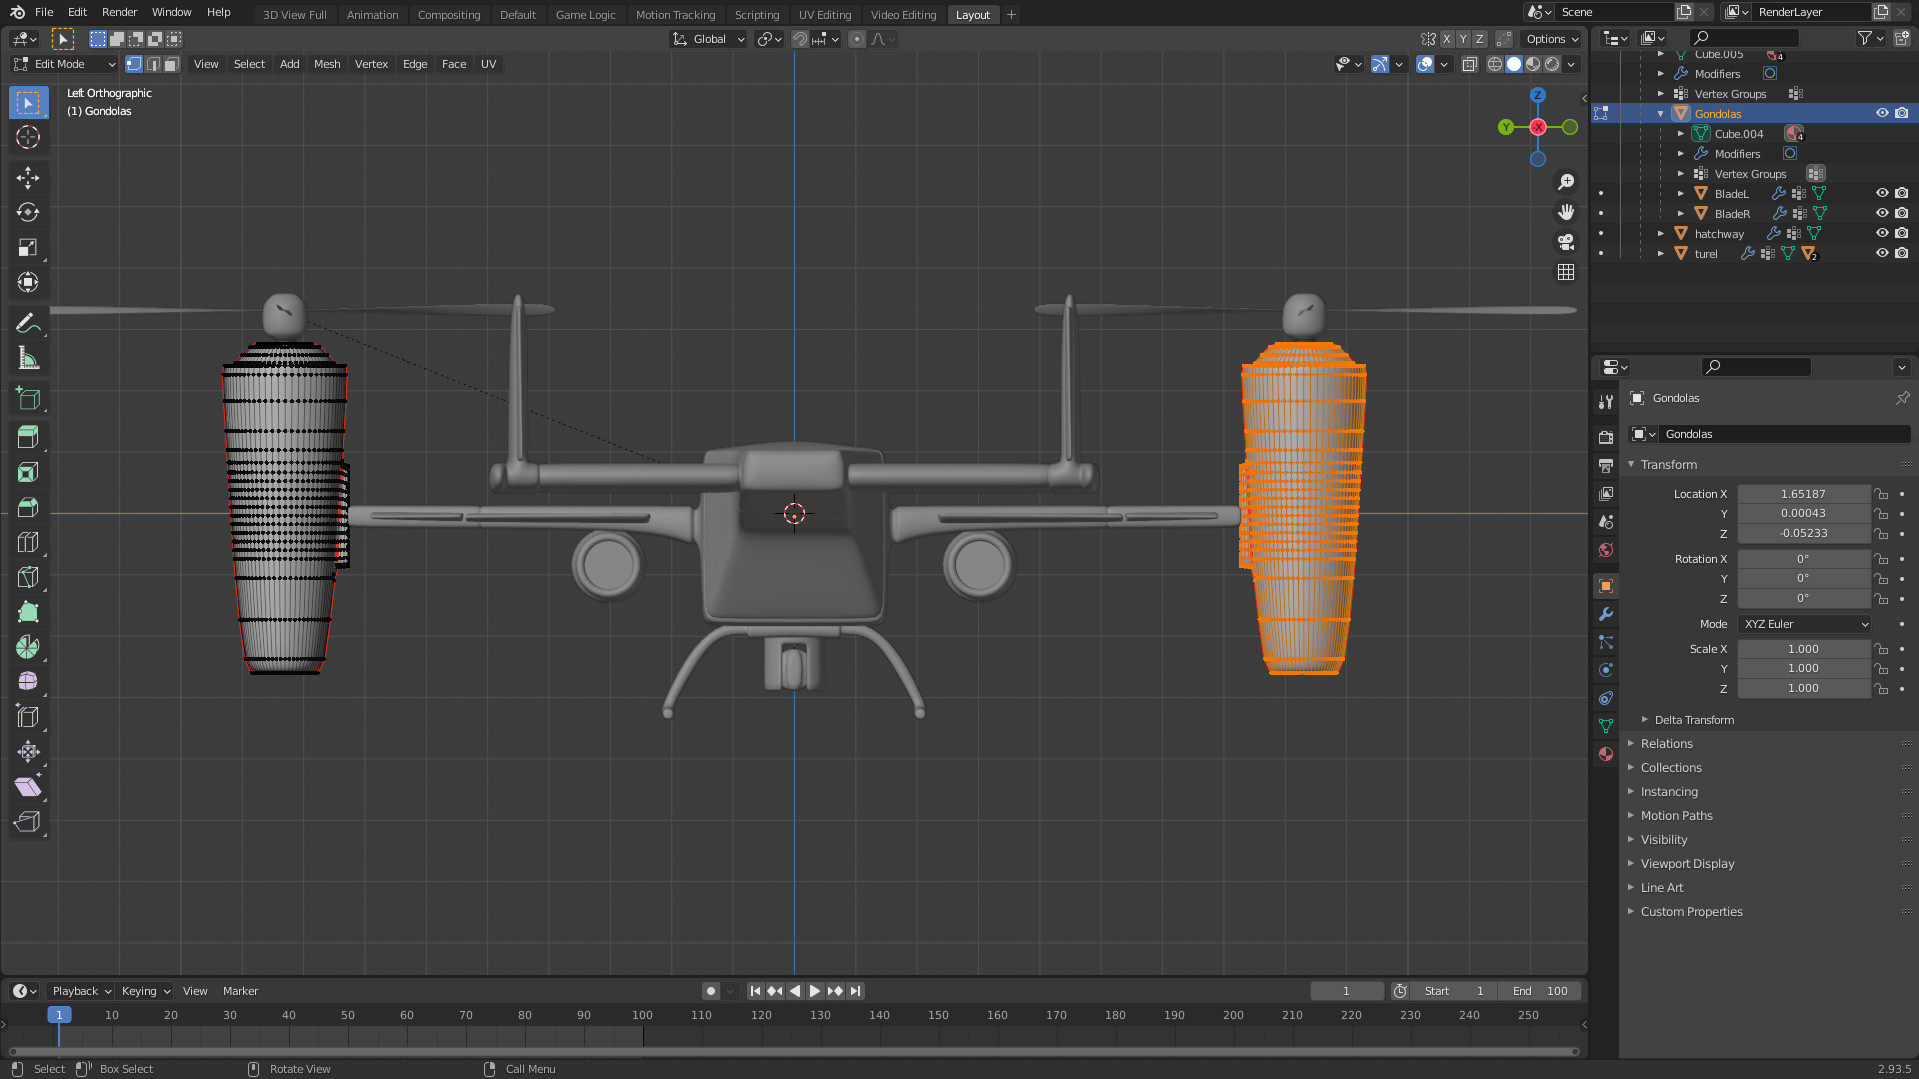 File Edit Render Window Help 3D View Full Animation Compositing Default Game Logic Motion Tracking Scripting UV Editing Video Editing Layout + Scene RenderLayer
Global X Y Z Options
Edit Mode View Select Add Mesh Vertex Edge Face UV
Left Orthographic
(1) Gondolas
Z
Y X
Cube.005 4
Modifiers
Vertex Groups
Gondolas
Cube.004 4
Modifiers
Vertex Groups
BladeL
BladeR
hatchway
turel 2
Gondolas
Gondolas
Transform
Location X 1.65187
Y 0.00043
Z -0.05233
Rotation X 0°
Y 0°
Z 0°
Mode XYZ Euler
Scale X 1.000
Y 1.000
Z 1.000
Delta Transform
Relations
Collections
Instancing
Motion Paths
Visibility
Viewport Display
Line Art
Custom Properties
Playback Keying View Marker 1 Start 1 End 100
1 10 20 30 40 50 60 70 80 90 100 110 120 130 140 150 160 170 180 190 200 210 220 230 240 250
Select Box Select Rotate View Call Menu 2.93.5